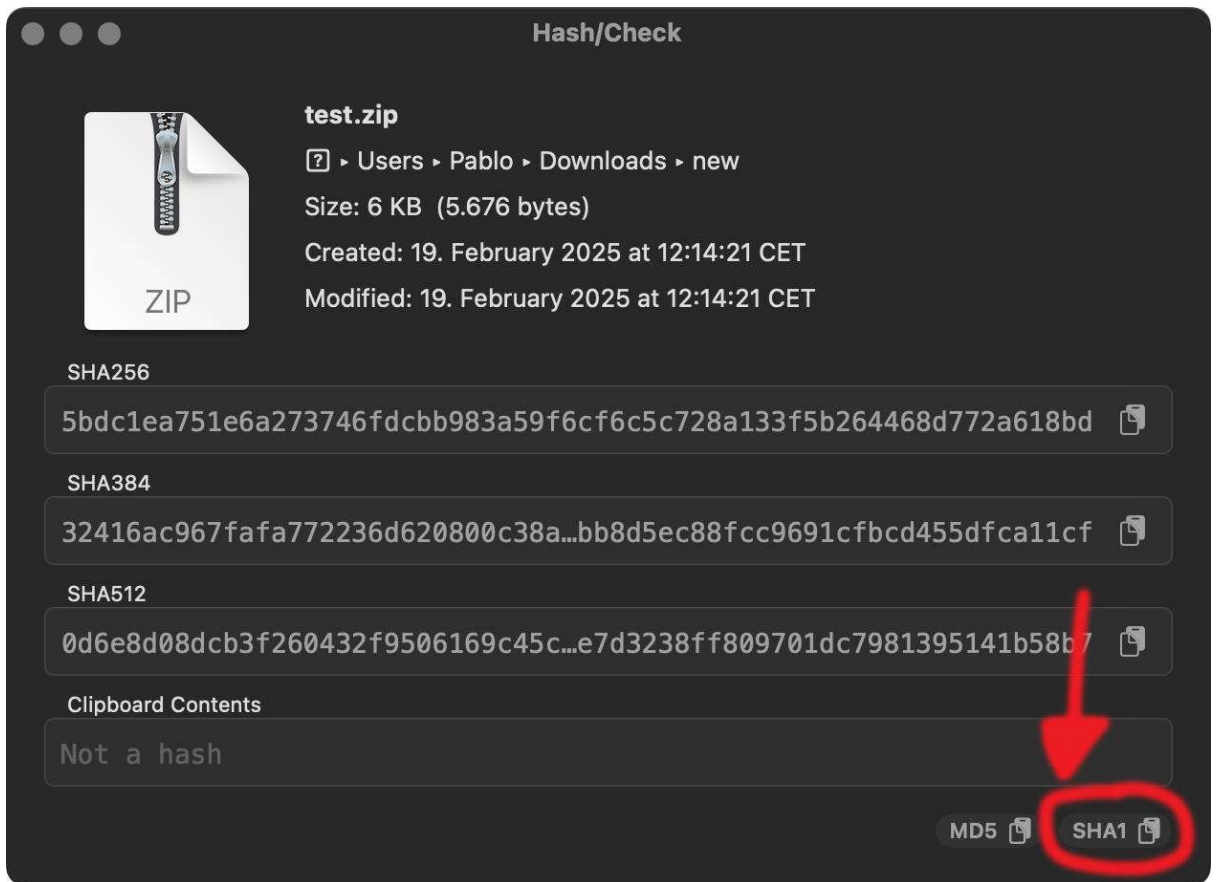 Hash/Check
test.zip
? ▸ Users ▸ Pablo ▸ Downloads ▸ new
Size: 6 KB (5.676 bytes)
Created: 19. February 2025 at 12:14:21 CET
Modified: 19. February 2025 at 12:14:21 CET
ZIP
SHA256
5bdc1ea751e6a273746fdcbb983a59f6cf6c5c728a133f5b264468d772a618bd
SHA384
32416ac967fafa772236d620800c38a…bb8d5ec88fcc9691cfbcd455dfca11cf
SHA512
0d6e8d08dcb3f260432f9506169c45c…e7d3238ff809701dc7981395141b58b7
Clipboard Contents
Not a hash
MD5 SHA1